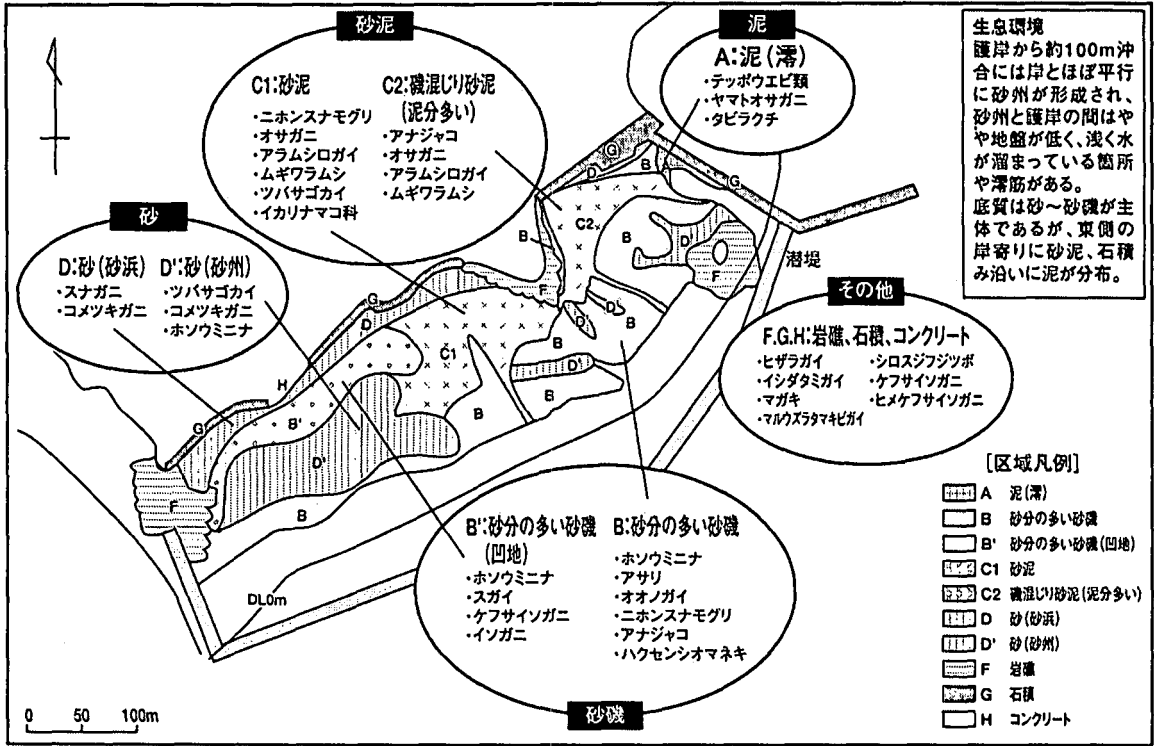 砂泥
C1:砂泥
・ニホンスナモグリ
・オサガニ
・アラムシロガイ
・ムギワラムシ
・ツバサゴカイ
・イカリナマコ科
C2:礫混じり砂泥
(泥分多い)
・アナジャコ
・オサガニ
・アラムシロガイ
・ムギワラムシ
泥
A:泥(澪)
・テッポウエビ類
・ヤマトオサガニ
・タビラクチ
生息環境
護岸から約100m沖
合には岸とほぼ平行
に砂州が形成され、
砂州と護岸の間はや
や地盤が低く、浅く水
が溜まっている箇所
や澪筋がある。
底質は砂～砂礫が主
体であるが、東側の
岸寄りに砂泥、石積
み沿いに泥が分布。
砂
D:砂(砂浜)
・スナガニ
・コメツキガニ
D':砂(砂州)
・ツバサゴカイ
・コメツキガニ
・ホソウミニナ
G
D
B
A
G
C2
B
B
D'
F
潜堤
F
D'
D'
B
B
G
D
C1
D'
H
B'
B
B
G
D'
F
B
DL0m
その他
F.G.H:岩礁、石積、コンクリート
・ヒザラガイ
・イシダタミガイ
・マガキ
・マルウズラタマキビガイ
・シロスジフジツボ
・ケフサイソガニ
・ヒメケフサイソガニ
B':砂分の多い砂礫
(凹地)
・ホソウミニナ
・スガイ
・ケフサイソガニ
・イソガニ
B:砂分の多い砂礫
・ホソウミニナ
・アサリ
・オオノガイ
・ニホンスナモグリ
・アナジャコ
・ハクセンシオマネキ
砂礫
[区域凡例]
A 泥(澪)
B 砂分の多い砂礫
B' 砂分の多い砂礫(凹地)
C1 砂泥
C2 礫混じり砂泥(泥分多い)
D 砂(砂浜)
D' 砂(砂州)
F 岩礁
G 石積
H コンクリート
0 50 100m